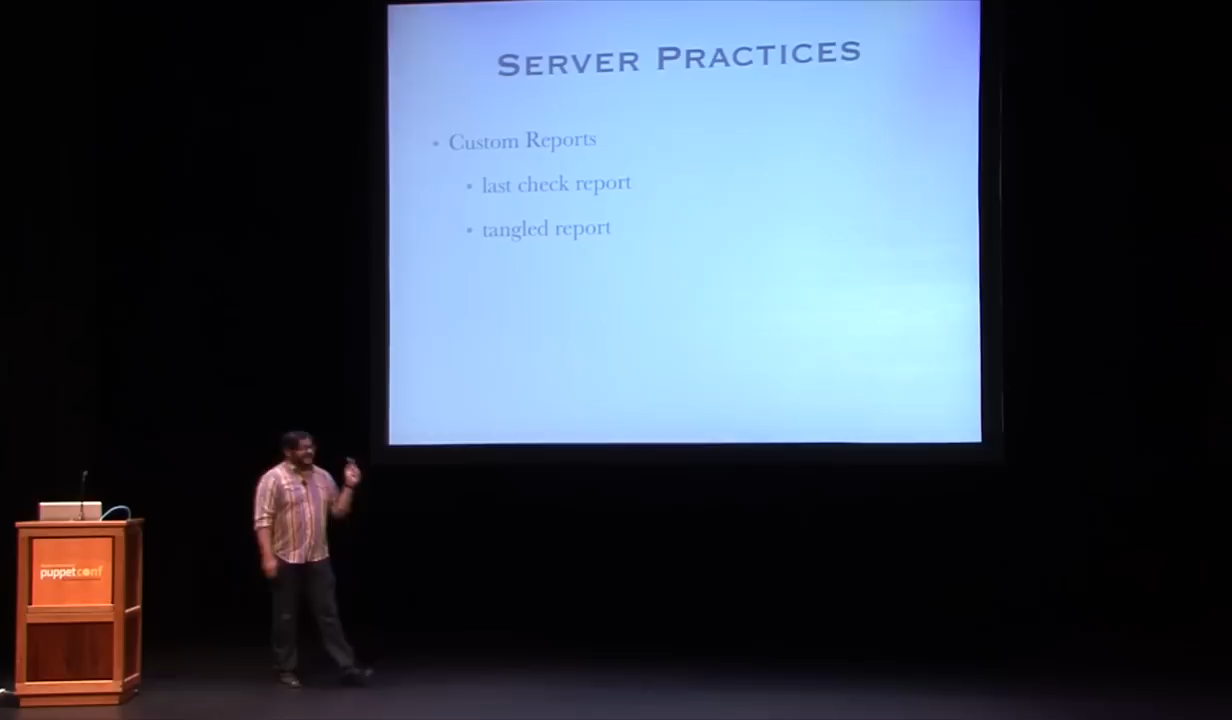 SERVER PRACTICES
• Custom Reports
• last check report
• tangled report
puppetconf